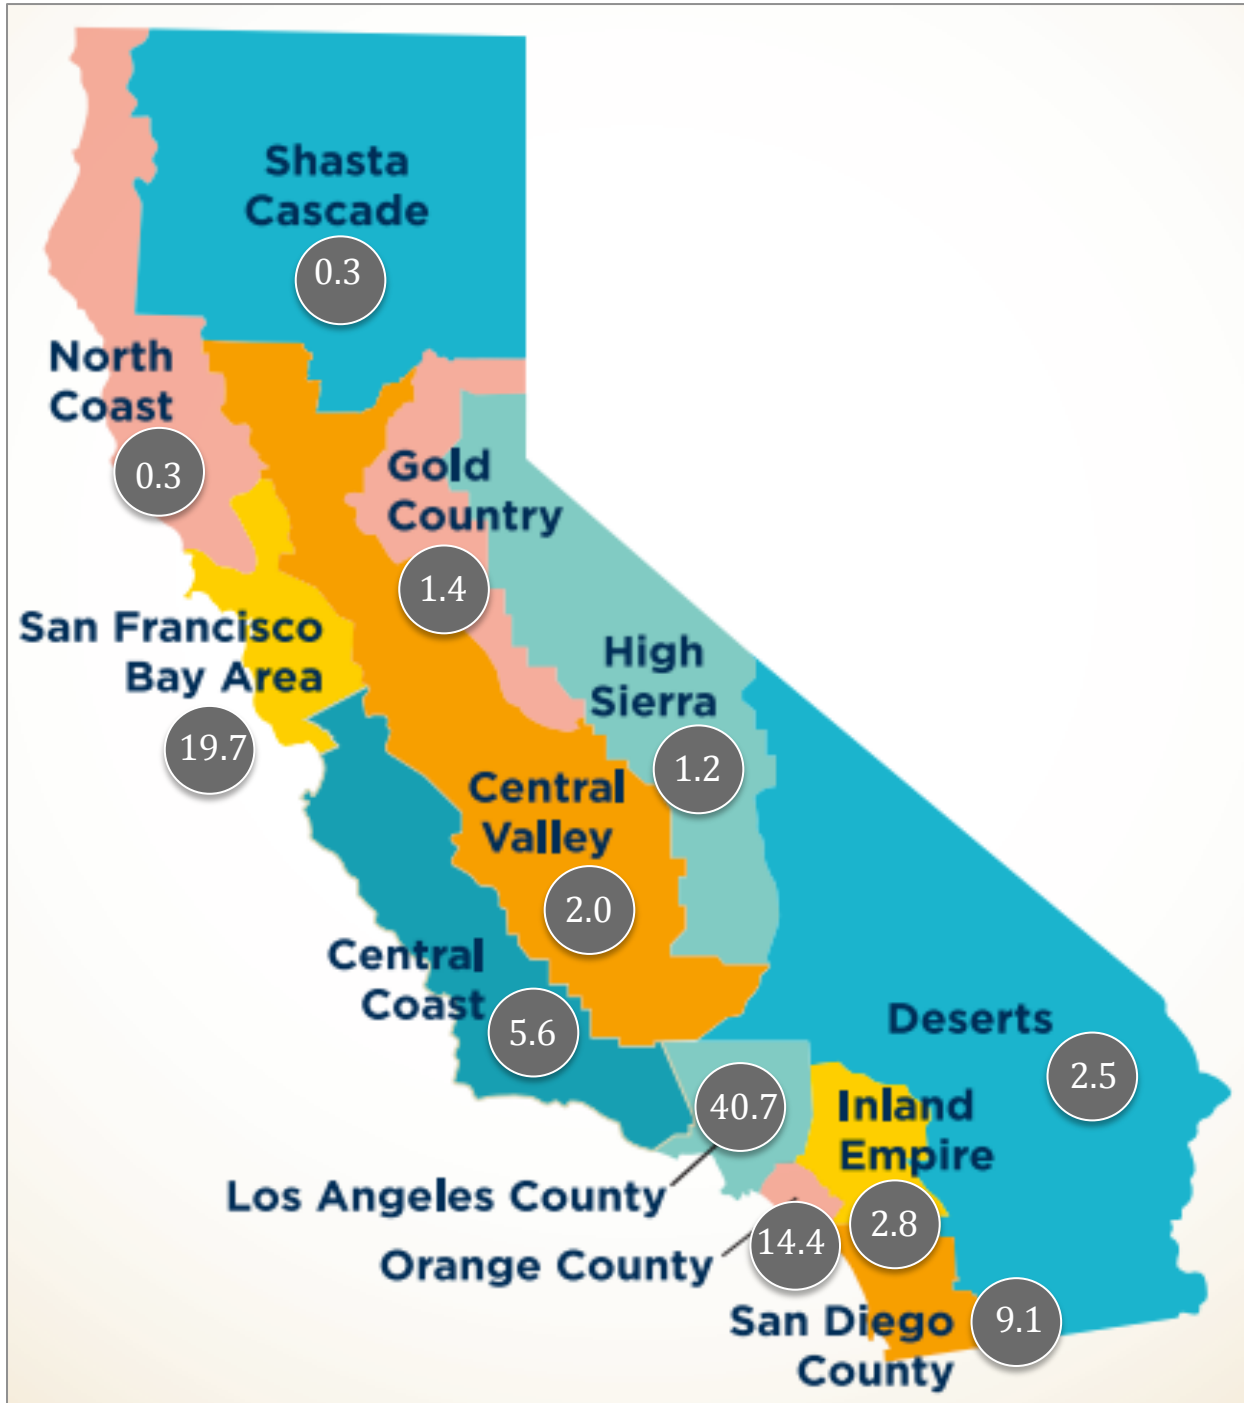 Shasta
Cascade
0.3
North
Coast
0.3
Gold
Country
1.4
San Francisco
Bay Area
19.7
High
Sierra
1.2
Central
Valley
2.0
Central
Coast
5.6
Deserts
2.5
40.7
Los Angeles County
Inland
Empire
2.8
Orange County
14.4
San Diego
County
9.1